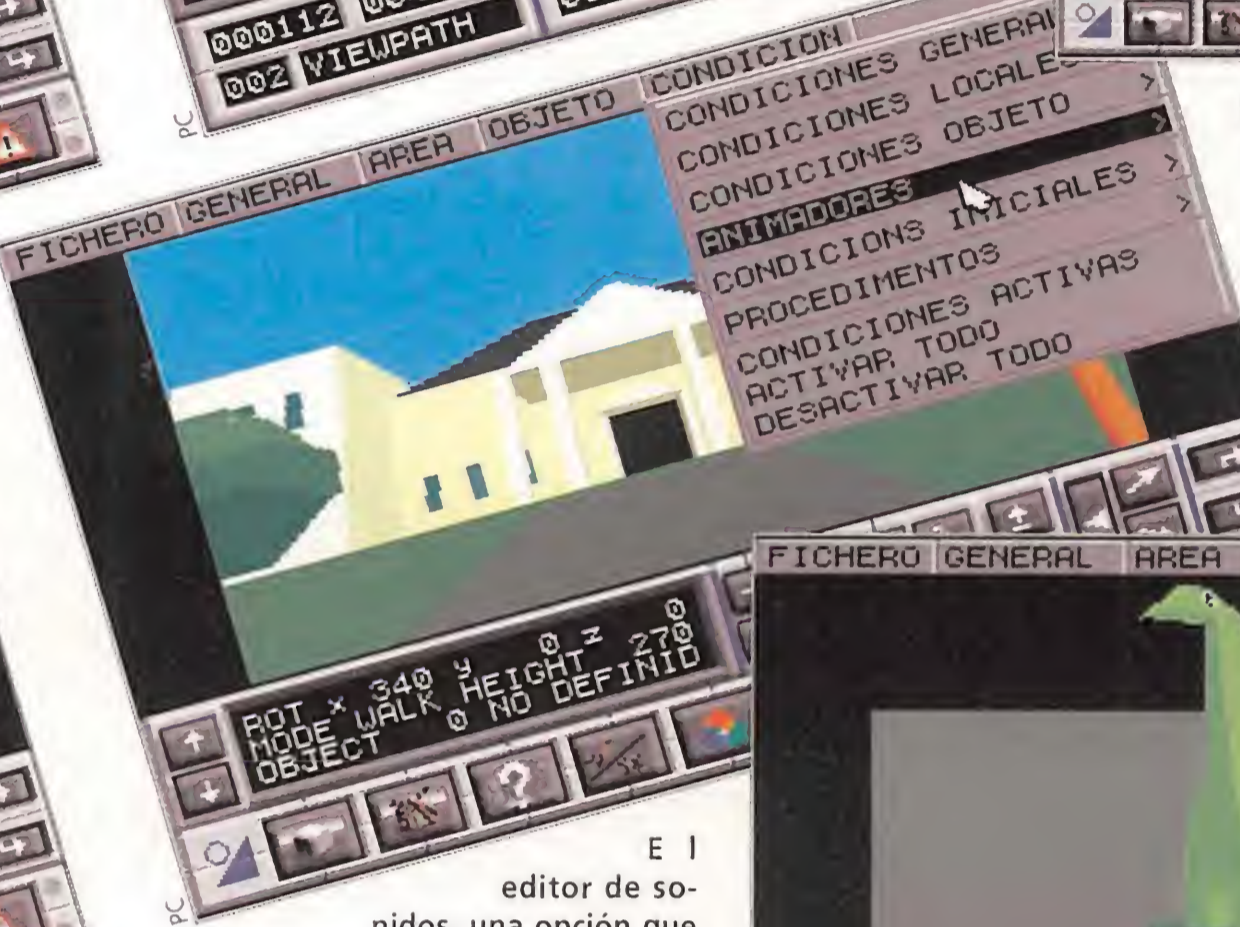 000112
002 VIEWPATH
PC
FICHERO GENERAL AREA OBJETO CONDICION
CONDICIONES GENERAL
CONDICIONES LOCALES
CONDICIONES OBJETO
ANIMADORES
CONDICIONS INICIALES
PROCEDIMENTOS
CONDICIONES ACTIVAS
ACTIVAR TODO
DESACTIVAR TODO
ROT x 340 y 0 z 0
MODE WALK HEIGHT 270
OBJECT 0 NO DEFINID
PC
FICHERO GENERAL AREA
E l
editor de so-
nidos, una opción que